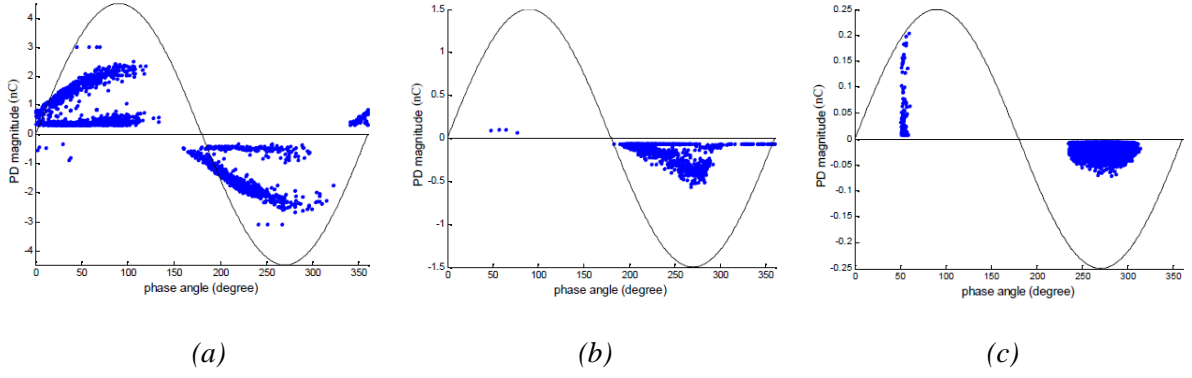 4
3
2
1
0
-1
-2
-3
-4
PD magnitude (nC)
0 50 100 150 200 250 300 350
phase angle (degree)
(a)
1.5
1
0.5
0
-0.5
-1
-1.5
PD magnitude (nC)
0 50 100 150 200 250 300 350
phase angle (degree)
(b)
0.25
0.2
0.15
0.1
0.05
0
-0.05
-0.1
-0.15
-0.2
-0.25
PD magnitude (nC)
0 50 100 150 200 250 300 350
phase angle (degree)
(c)